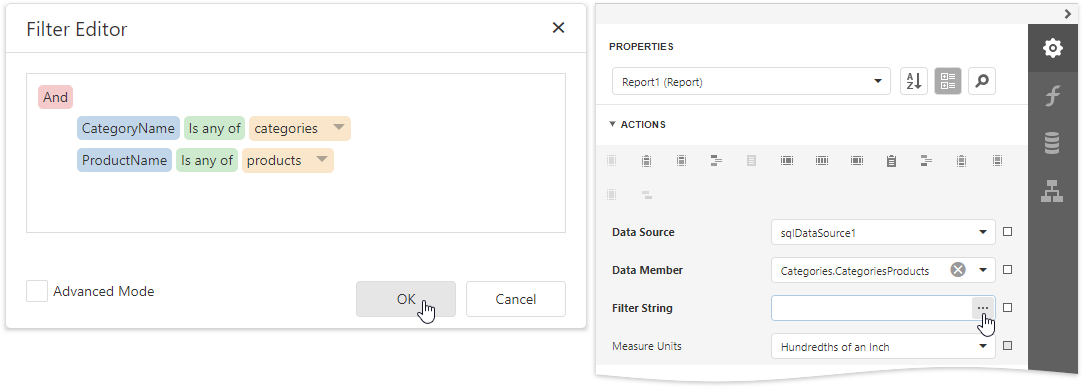 Filter Editor
And
CategoryName Is any of categories
ProductName Is any of products
Advanced Mode
OK Cancel
PROPERTIES
Report1 (Report)
A
Z
ACTIONS
Data Source sqlDataSource1
Data Member Categories.CategoriesProducts
Filter String ...
Measure Units Hundredths of an Inch